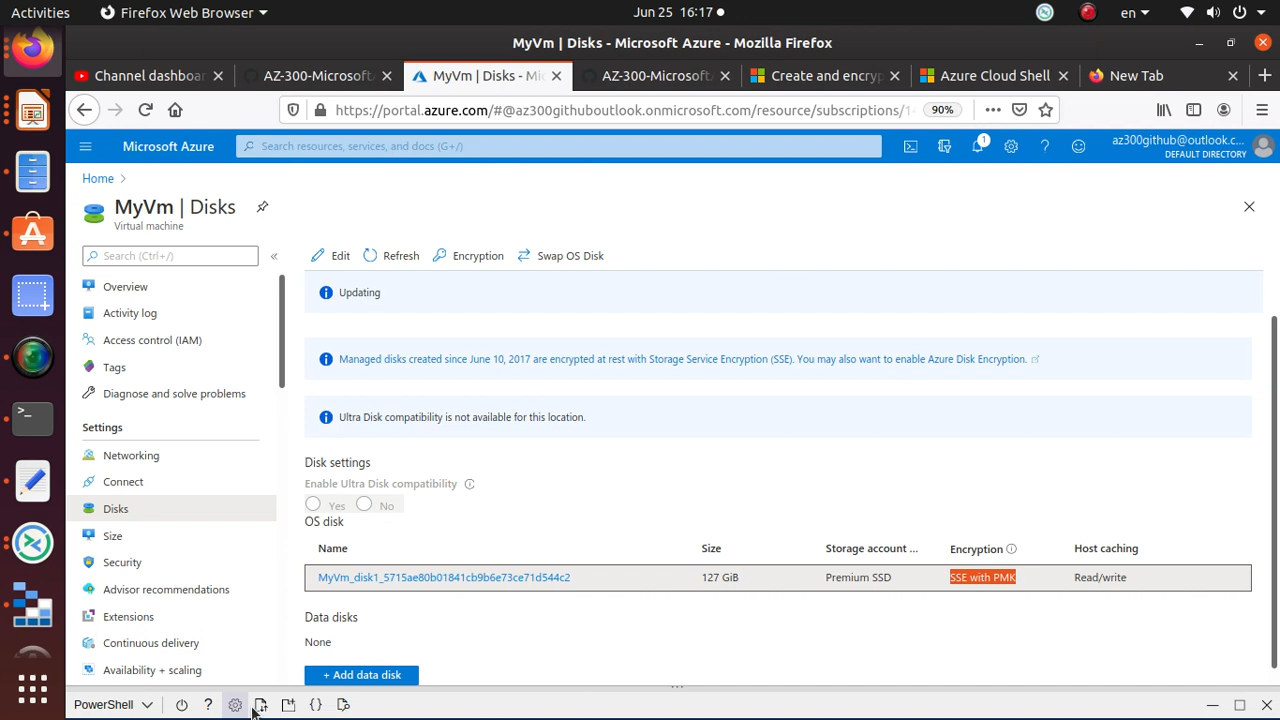 Activities
Firefox Web Browser
Jun 25 16:17
en
MyVm | Disks - Microsoft Azure - Mozilla Firefox
Channel dashboar
AZ-300-Microsoft
MyVm | Disks - Mic
AZ-300-Microsoft
Create and encryp
Azure Cloud Shell
New Tab
https://portal.azure.com/#@az300githuboutlook.onmicrosoft.com/resource/subscriptions/1
90%
Microsoft Azure
Search resources, services, and docs (G+/)
1
az300github@outlook.c...
DEFAULT DIRECTORY
Home
MyVm | Disks
Virtual machine
Search (Ctrl+/)
Edit
Refresh
Encryption
Swap OS Disk
Overview
Activity log
Access control (IAM)
Tags
Diagnose and solve problems
Settings
Networking
Connect
Disks
Size
Security
Advisor recommendations
Extensions
Continuous delivery
Availability + scaling
Updating
Managed disks created since June 10, 2017 are encrypted at rest with Storage Service Encryption (SSE). You may also want to enable Azure Disk Encryption.
Ultra Disk compatibility is not available for this location.
Disk settings
Enable Ultra Disk compatibility
Yes No
OS disk
Name Size Storage account ... Encryption Host caching
MyVm_disk1_5715ae80b01841cb9b6e73ce71d544c2 127 GiB Premium SSD SSE with PMK Read/write
Data disks
None
+ Add data disk
PowerShell